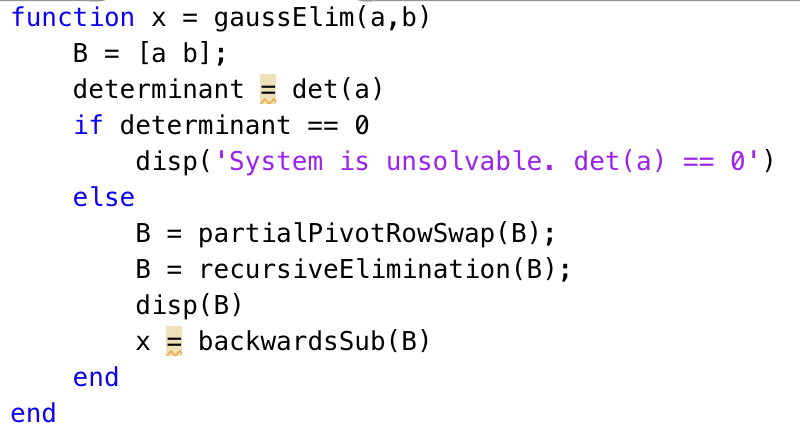 function x = gaussElim(a,b)
    B = [a b];
    determinant = det(a)
    if determinant == 0
        disp('System is unsolvable. det(a) == 0')
    else
        B = partialPivotRowSwap(B);
        B = recursiveElimination(B);
        disp(B)
        x = backwardsSub(B)
    end
end